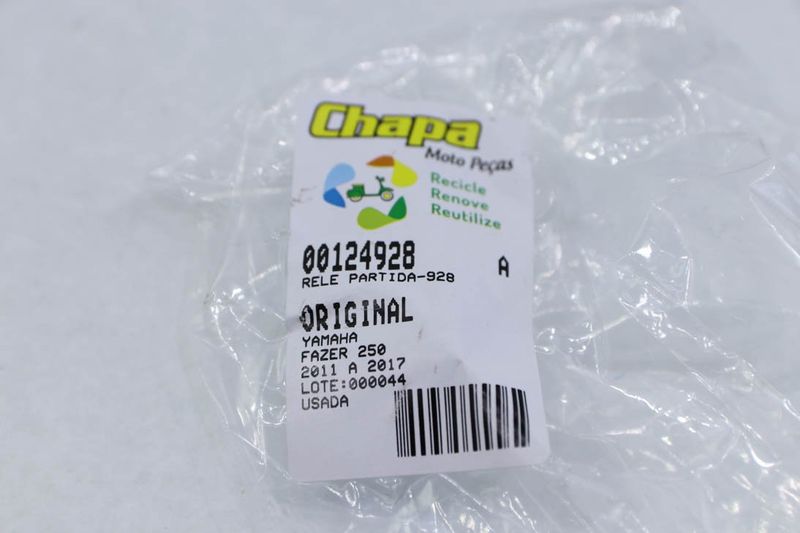 Chapa
Moto Peças
Recicle
Renove
Reutilize
00124928 A
RELE PARTIDA-928
ORIGINAL
YAMAHA
FAZER 250
2011 A 2017
LOTE:000044
USADA